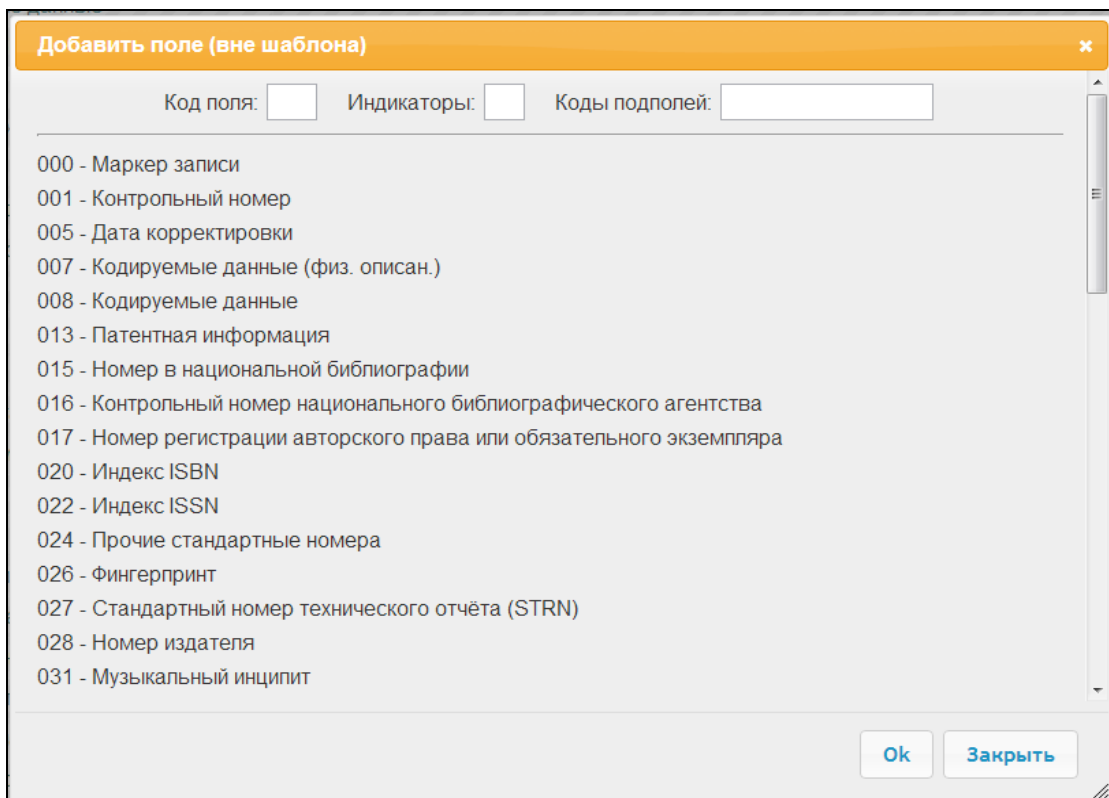 Добавить поле (вне шаблона)
Код поля: Индикаторы: Коды подполей:
000 - Маркер записи
001 - Контрольный номер
005 - Дата корректировки
007 - Кодируемые данные (физ. описан.)
008 - Кодируемые данные
013 - Патентная информация
015 - Номер в национальной библиографии
016 - Контрольный номер национального библиографического агентства
017 - Номер регистрации авторского права или обязательного экземпляра
020 - Индекс ISBN
022 - Индекс ISSN
024 - Прочие стандартные номера
026 - Фингерпринт
027 - Стандартный номер технического отчёта (STRN)
028 - Номер издателя
031 - Музыкальный инципит
Ok Закрыть